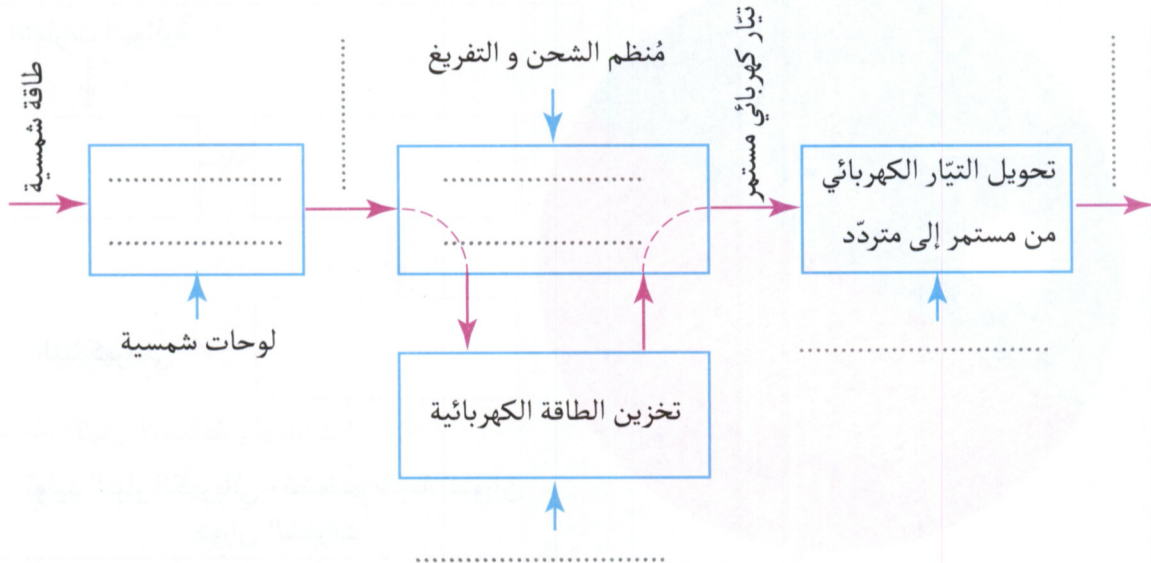 طاقة شمسية
لوحات شمسية
مُنظم الشحن و التفريغ
تيّار كهربائي مستمر
تحويل التيّار الكهربائي
من مستمر إلى متردّد
تخزين الطاقة الكهربائية